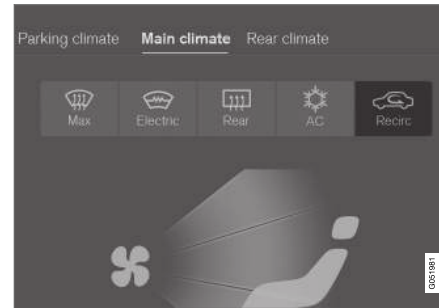 Parking climate Main climate Rear climate
Max Electric Rear AC Recirc
G051981